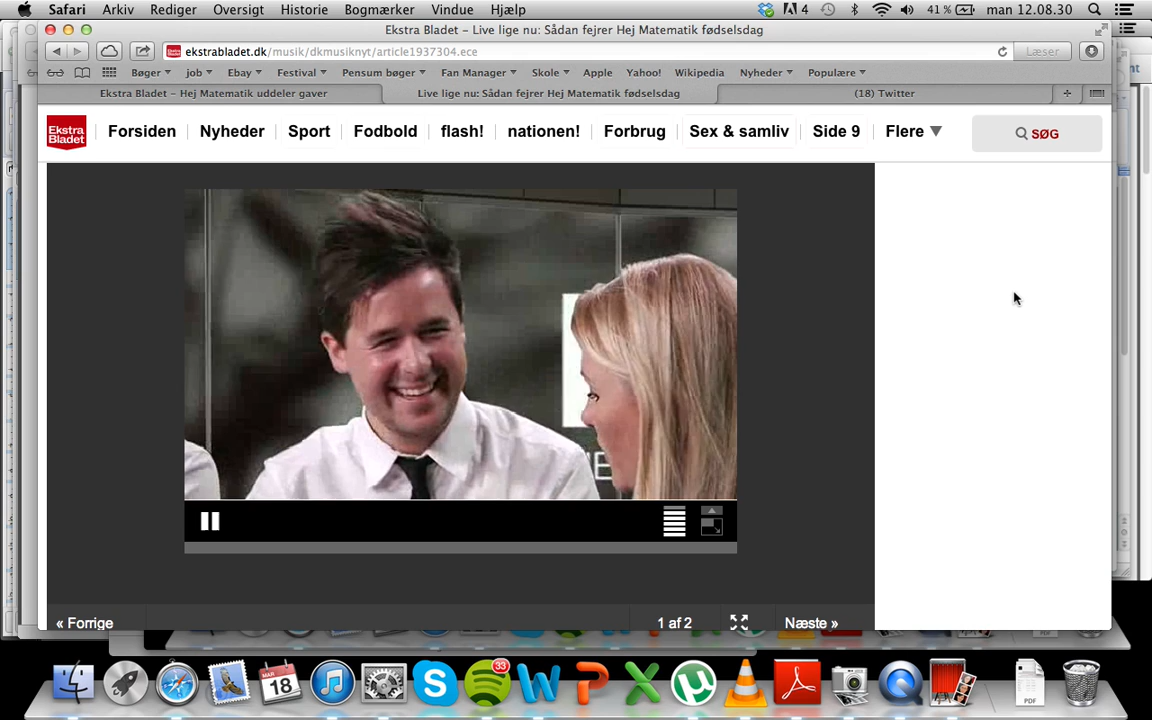 Safari Arkiv Rediger Oversigt Historie Bogmærker Vindue Hjælp 4 41 % man 12.08.30
Ekstra Bladet – Live lige nu: Sådan fejrer Hej Matematik fødselsdag
ekstrabladet.dk/musik/dkmusiknyt/article1937304.ece Læser
Bøger job Ebay Festival Pensum bøger Fan Manager Skole Apple Yahoo! Wikipedia Nyheder Populære
Ekstra Bladet – Hej Matematik uddeler gaver Live lige nu: Sådan fejrer Hej Matematik fødselsdag (18) Twitter
Ekstra Bladet
Forsiden Nyheder Sport Fodbold flash! nationen! Forbrug Sex & samliv Side 9 Flere SØG
« Forrige 1 af 2 Næste »
MAR
18
33
PDF